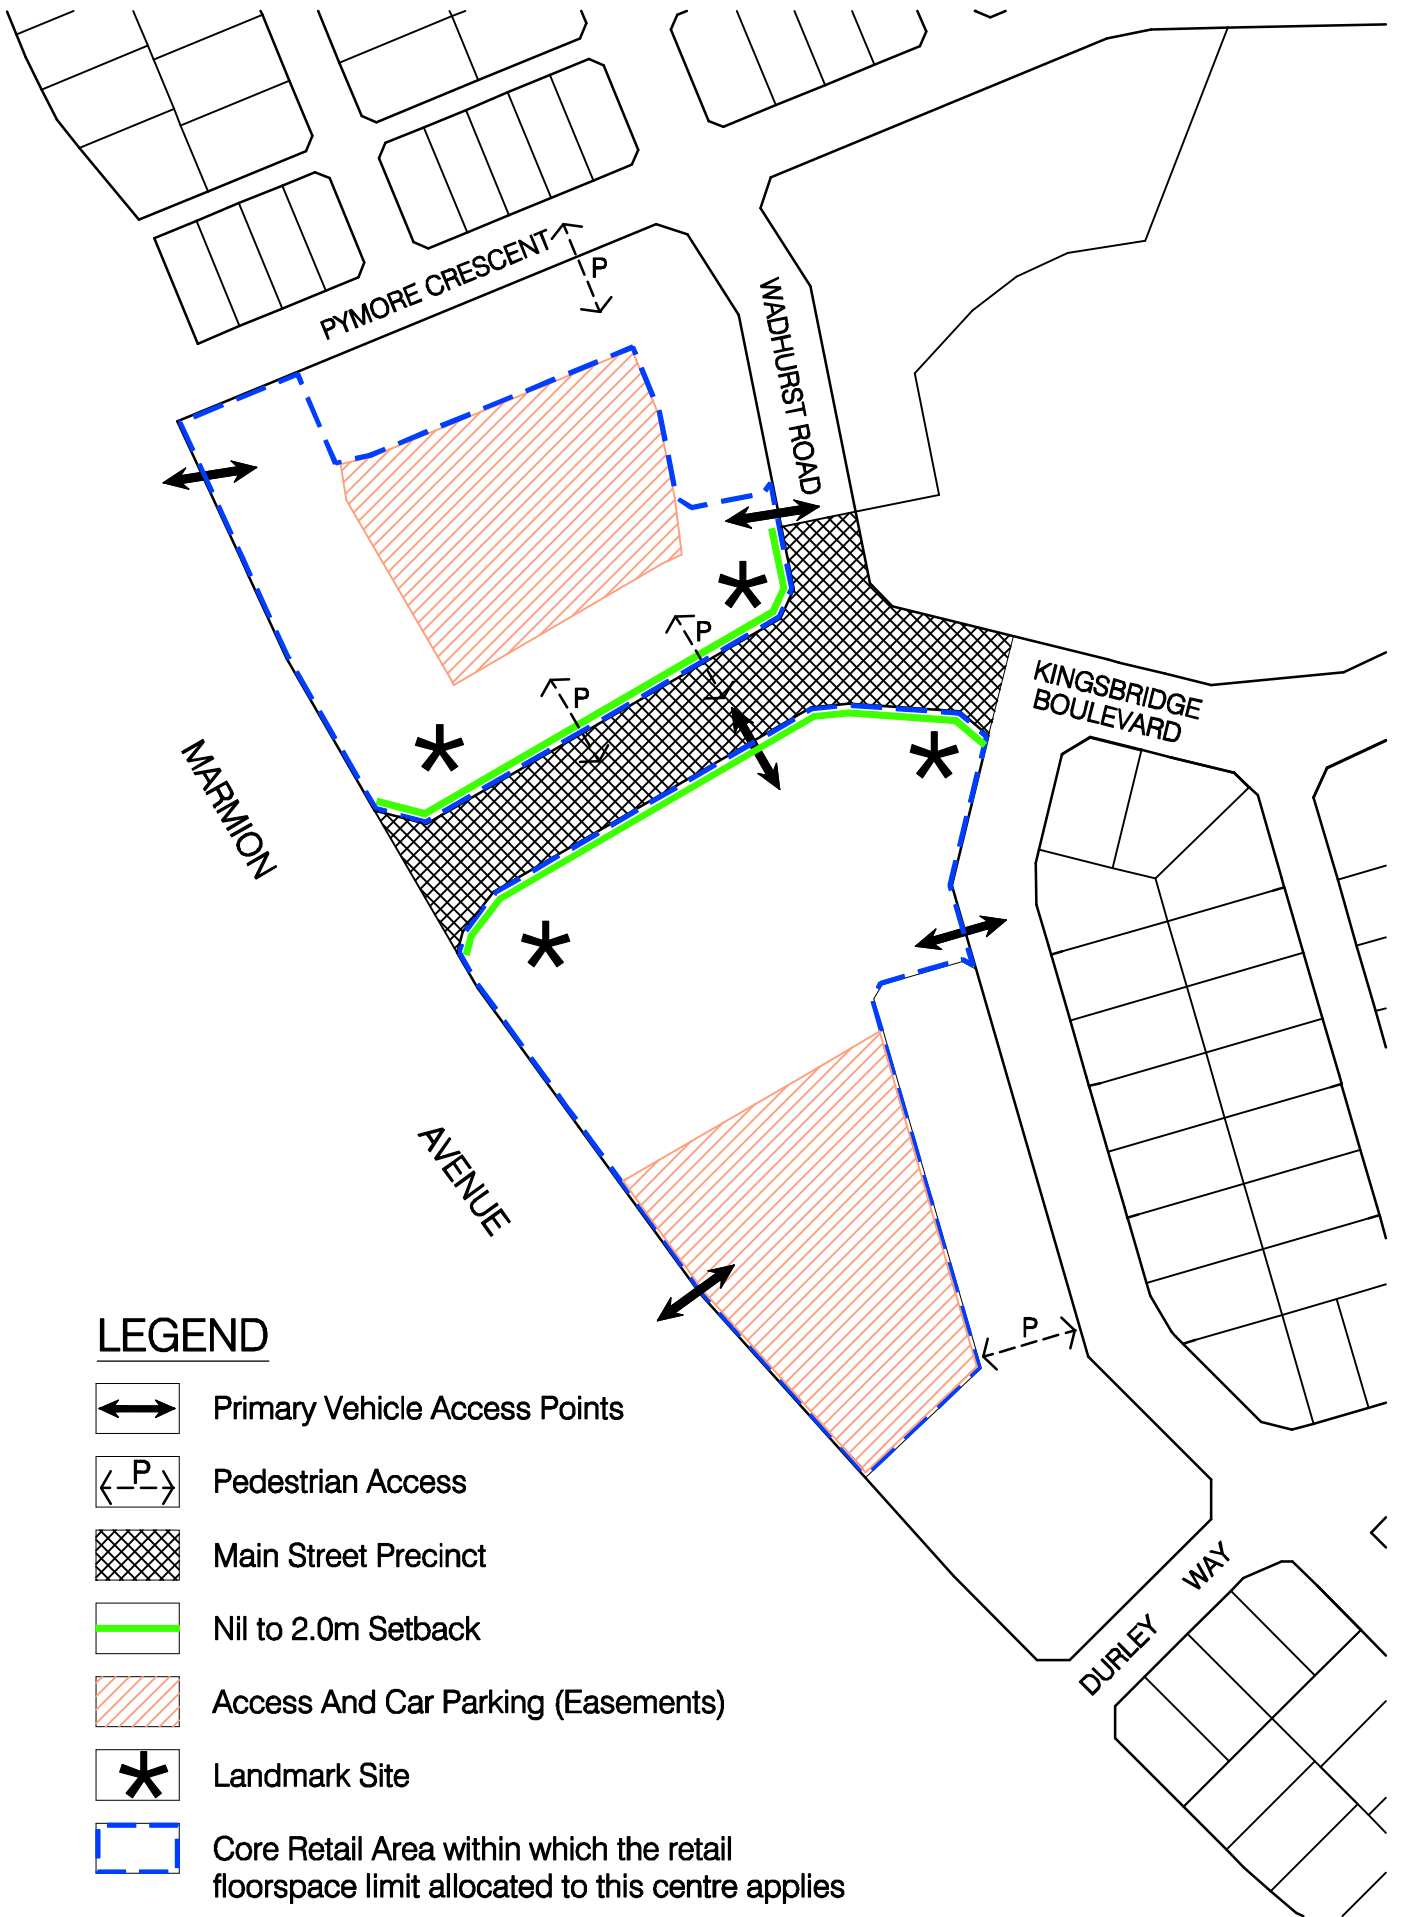 PYMORE CRESCENT
P
WADHURST ROAD
P
P
KINGSBRIDGE
BOULEVARD
MARMION
AVENUE
P
DURLEY WAY
LEGEND
Primary Vehicle Access Points
P
Pedestrian Access
Main Street Precinct
Nil to 2.0m Setback
Access And Car Parking (Easements)
Landmark Site
Core Retail Area within which the retail
floorspace limit allocated to this centre applies